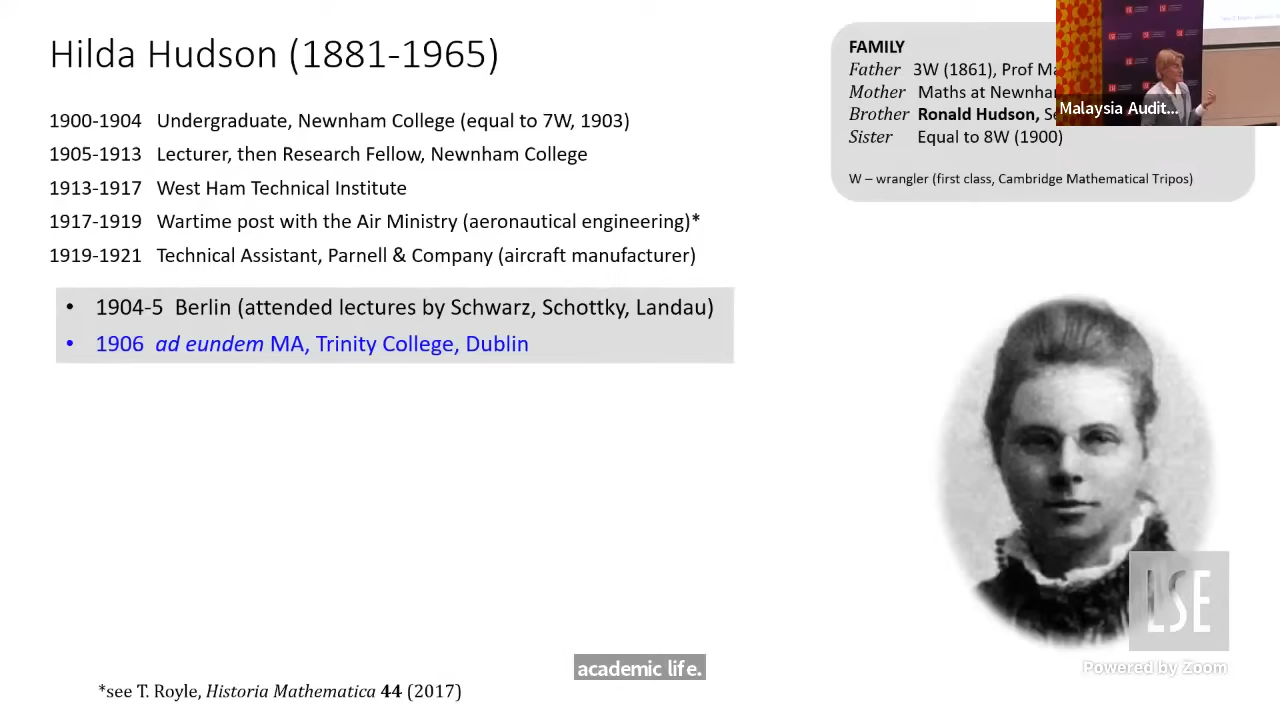 Hilda Hudson (1881-1965)
1900-1904 Undergraduate, Newnham College (equal to 7W, 1903)
1905-1913 Lecturer, then Research Fellow, Newnham College
1913-1917 West Ham Technical Institute
1917-1919 Wartime post with the Air Ministry (aeronautical engineering)*
1919-1921 Technical Assistant, Parnell & Company (aircraft manufacturer)
• 1904-5 Berlin (attended lectures by Schwarz, Schottky, Landau)
• 1906 ad eundem MA, Trinity College, Dublin
FAMILY
Father 3W (1861), Prof
Mother Maths at Newnham
Brother Ronald Hudson,
Sister Equal to 8W (1900)
W – wrangler (first class, Cambridge Mathematical Tripos)
Malaysia Audit...
LSE
Powered by Zoom
academic life.
*see T. Royle, Historia Mathematica 44 (2017)